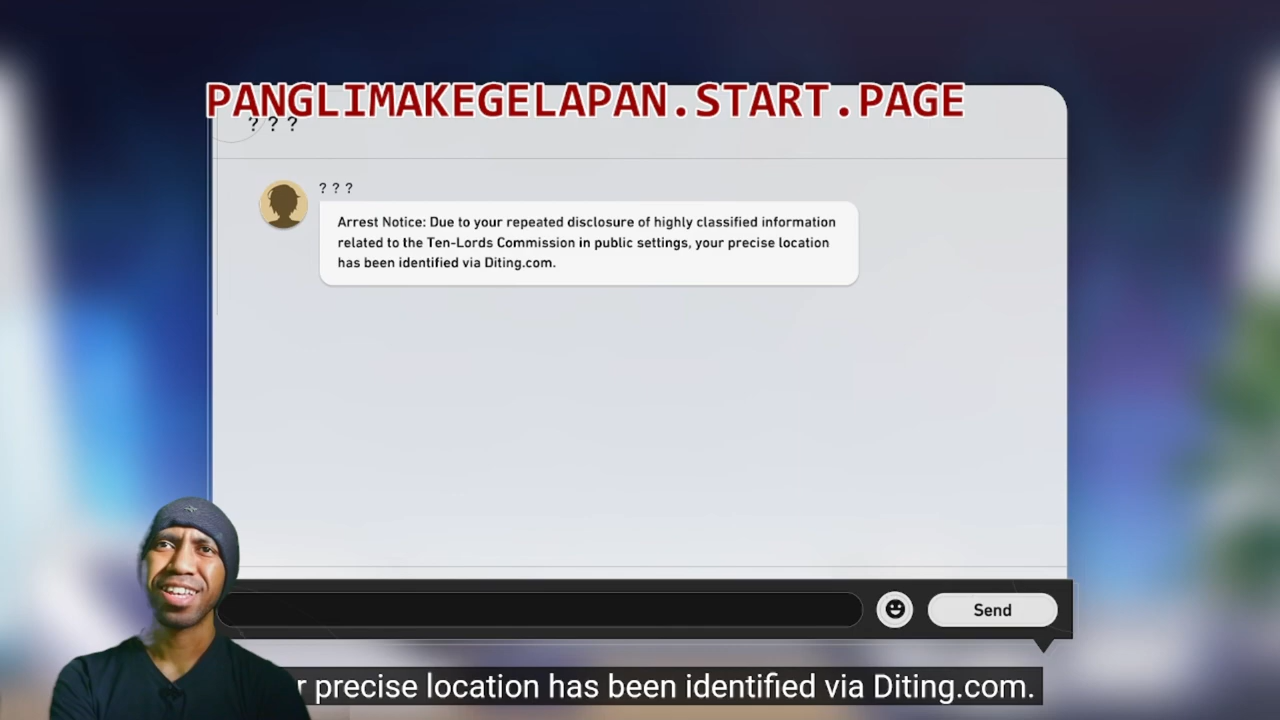 PANGLIMAKEGELAPAN.START.PAGE
? ? ?
? ? ?
Arrest Notice: Due to your repeated disclosure of highly classified information
related to the Ten-Lords Commission in public settings, your precise location
has been identified via Diting.com.
Send
r precise location has been identified via Diting.com.